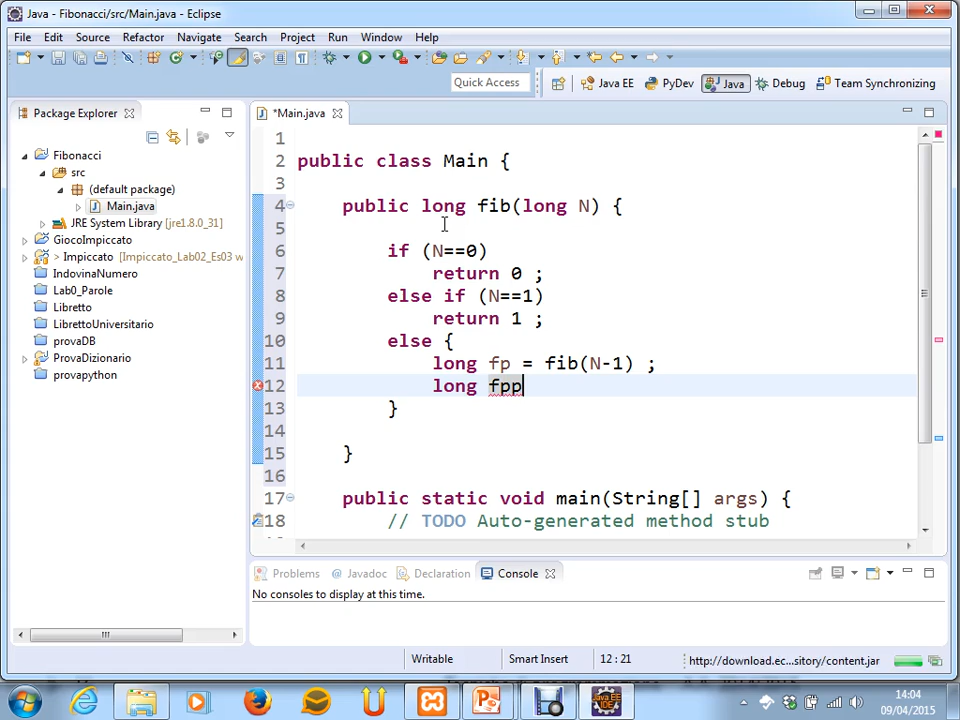 Java - Fibonacci/src/Main.java - Eclipse
File Edit Source Refactor Navigate Search Project Run Window Help
Quick Access
Java EE PyDev Java Debug Team Synchronizing
Package Explorer
*Main.java
Fibonacci
src
(default package)
Main.java
JRE System Library [jre1.8.0_31]
GiocoImpiccato
> Impiccato [Impiccato_Lab02_Es03 w
IndovinaNumero
Lab0_Parole
Libretto
LibrettoUniversitario
provaDB
ProvaDizionario
provapython
1
2 public class Main {
3
4 public long fib(long N) {
5
6 if (N==0)
7 return 0 ;
8 else if (N==1)
9 return 1 ;
10 else {
11 long fp = fib(N-1) ;
12 long fpp
13 }
14
15 }
16
17 public static void main(String[] args) {
18 // TODO Auto-generated method stub
Problems Javadoc Declaration Console
No consoles to display at this time.
Writable Smart Insert 12 : 21 http://download.ec...sitory/content.jar
14:04
09/04/2015